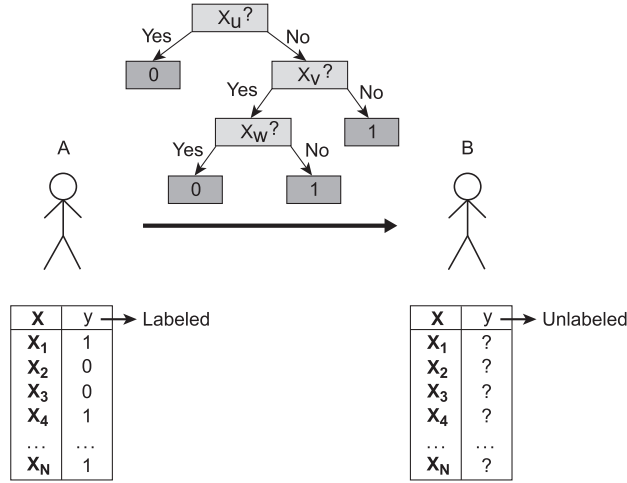 Xu?
Yes No
0 Xv?
Yes No
Xw? 1
A B
Yes No
0 1
X y → Labeled
X1 1
X2 0
X3 0
X4 1
... ...
XN 1
X y → Unlabeled
X1 ?
X2 ?
X3 ?
X4 ?
... ...
XN ?